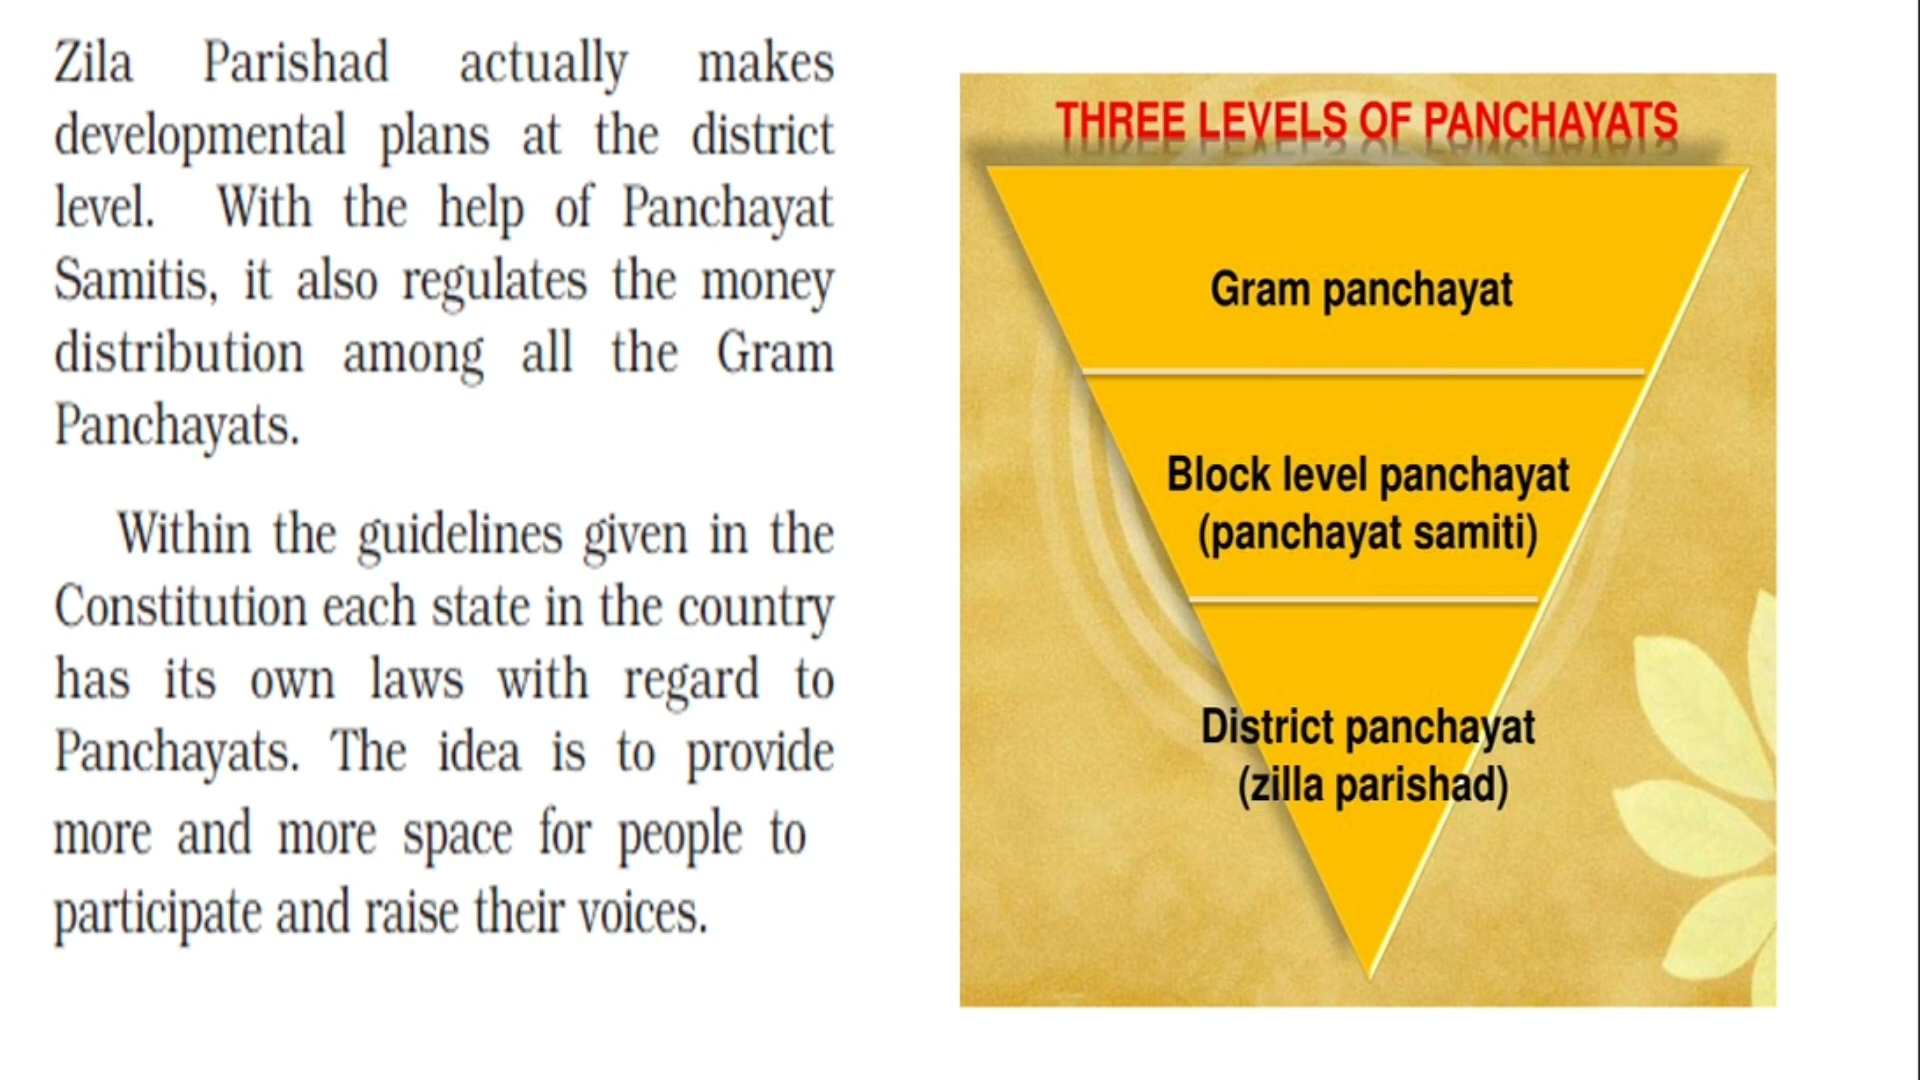 Zila Parishad actually makes
developmental plans at the district
level. With the help of Panchayat
Samitis, it also regulates the money
distribution among all the Gram
Panchayats.
Within the guidelines given in the
Constitution each state in the country
has its own laws with regard to
Panchayats. The idea is to provide
more and more space for people to
participate and raise their voices.
THREE LEVELS OF PANCHAYATS
Gram panchayat
Block level panchayat
(panchayat samiti)
District panchayat
(zilla parishad)